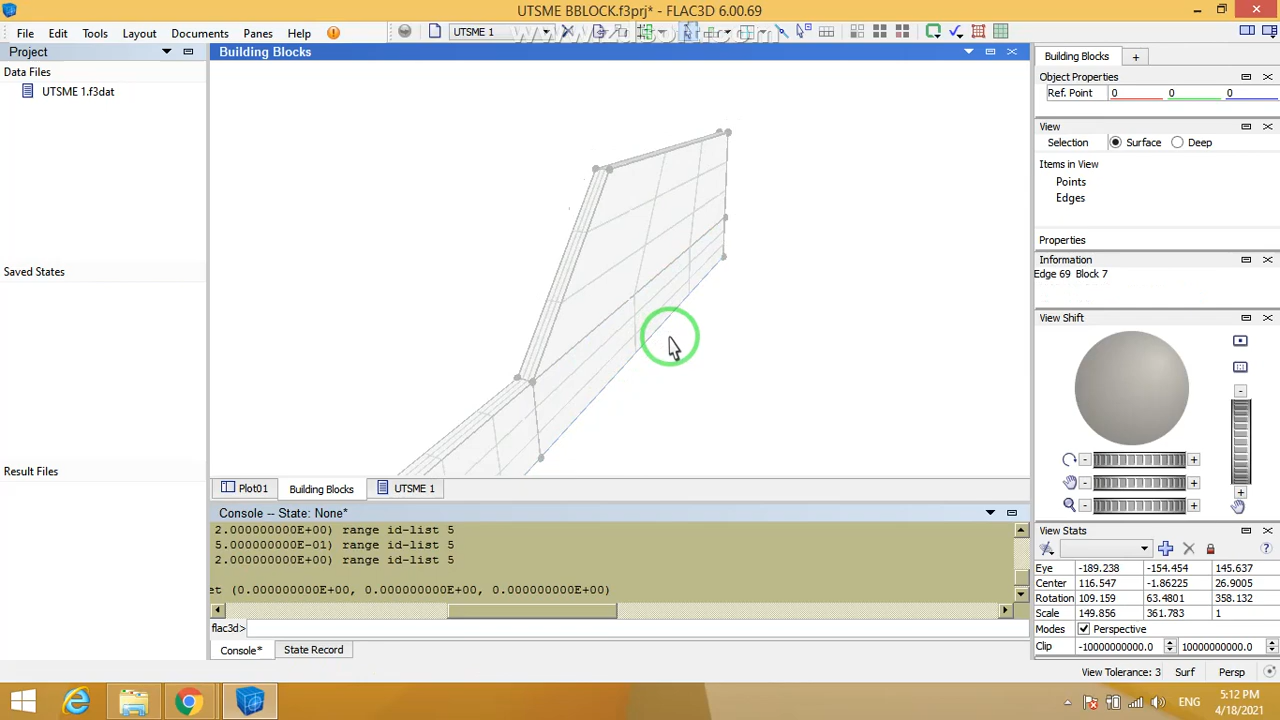 UTSME BBLOCK.f3prj* - FLAC3D 6.00.69
File Edit Tools Layout Documents Panes Help
UTSME 1
Project
Data Files
UTSME 1.f3dat
Saved States
Result Files
Building Blocks
Plot01 Building Blocks UTSME 1
Console -- State: None*
2.000000000E+00) range id-list 5
5.000000000E-01) range id-list 5
2.000000000E+00) range id-list 5
et (0.000000000E+00, 0.000000000E+00, 0.000000000E+00)
flac3d>
Console* State Record
Building Blocks +
Object Properties
Ref. Point 0 0 0
View
Selection Surface Deep
Items in View
Points
Edges
Properties
Information
Edge 69 Block 7
View Shift
View Stats
Eye -189.238 -154.454 145.637
Center 116.547 -1.86225 26.9005
Rotation 109.159 63.4801 358.132
Scale 149.856 361.783 1
Modes Perspective
Clip -10000000000.0 10000000000.0
View Tolerance: 3 Surf Persp
ENG
5:12 PM
4/18/2021